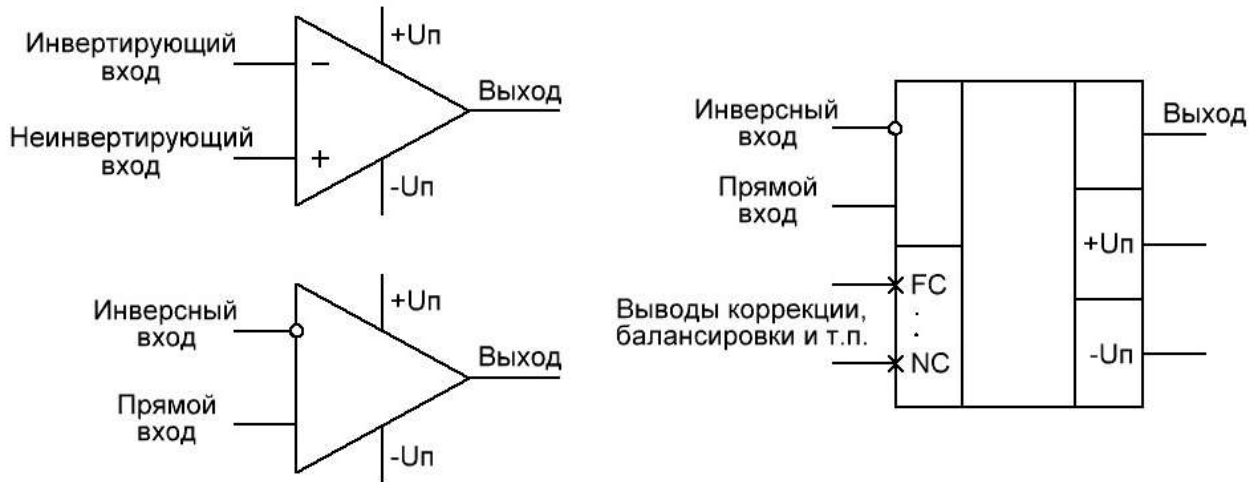 +Uп
Инвертирующий
вход
−
Выход
Неинвертирующий
вход
+
-Uп
+Uп
Инверсный
вход
Выход
Прямой
вход
-Uп
Инверсный
вход
Выход
Прямой
вход
+Uп
FC
Выводы коррекции,
балансировки и т.п.
NC
-Uп